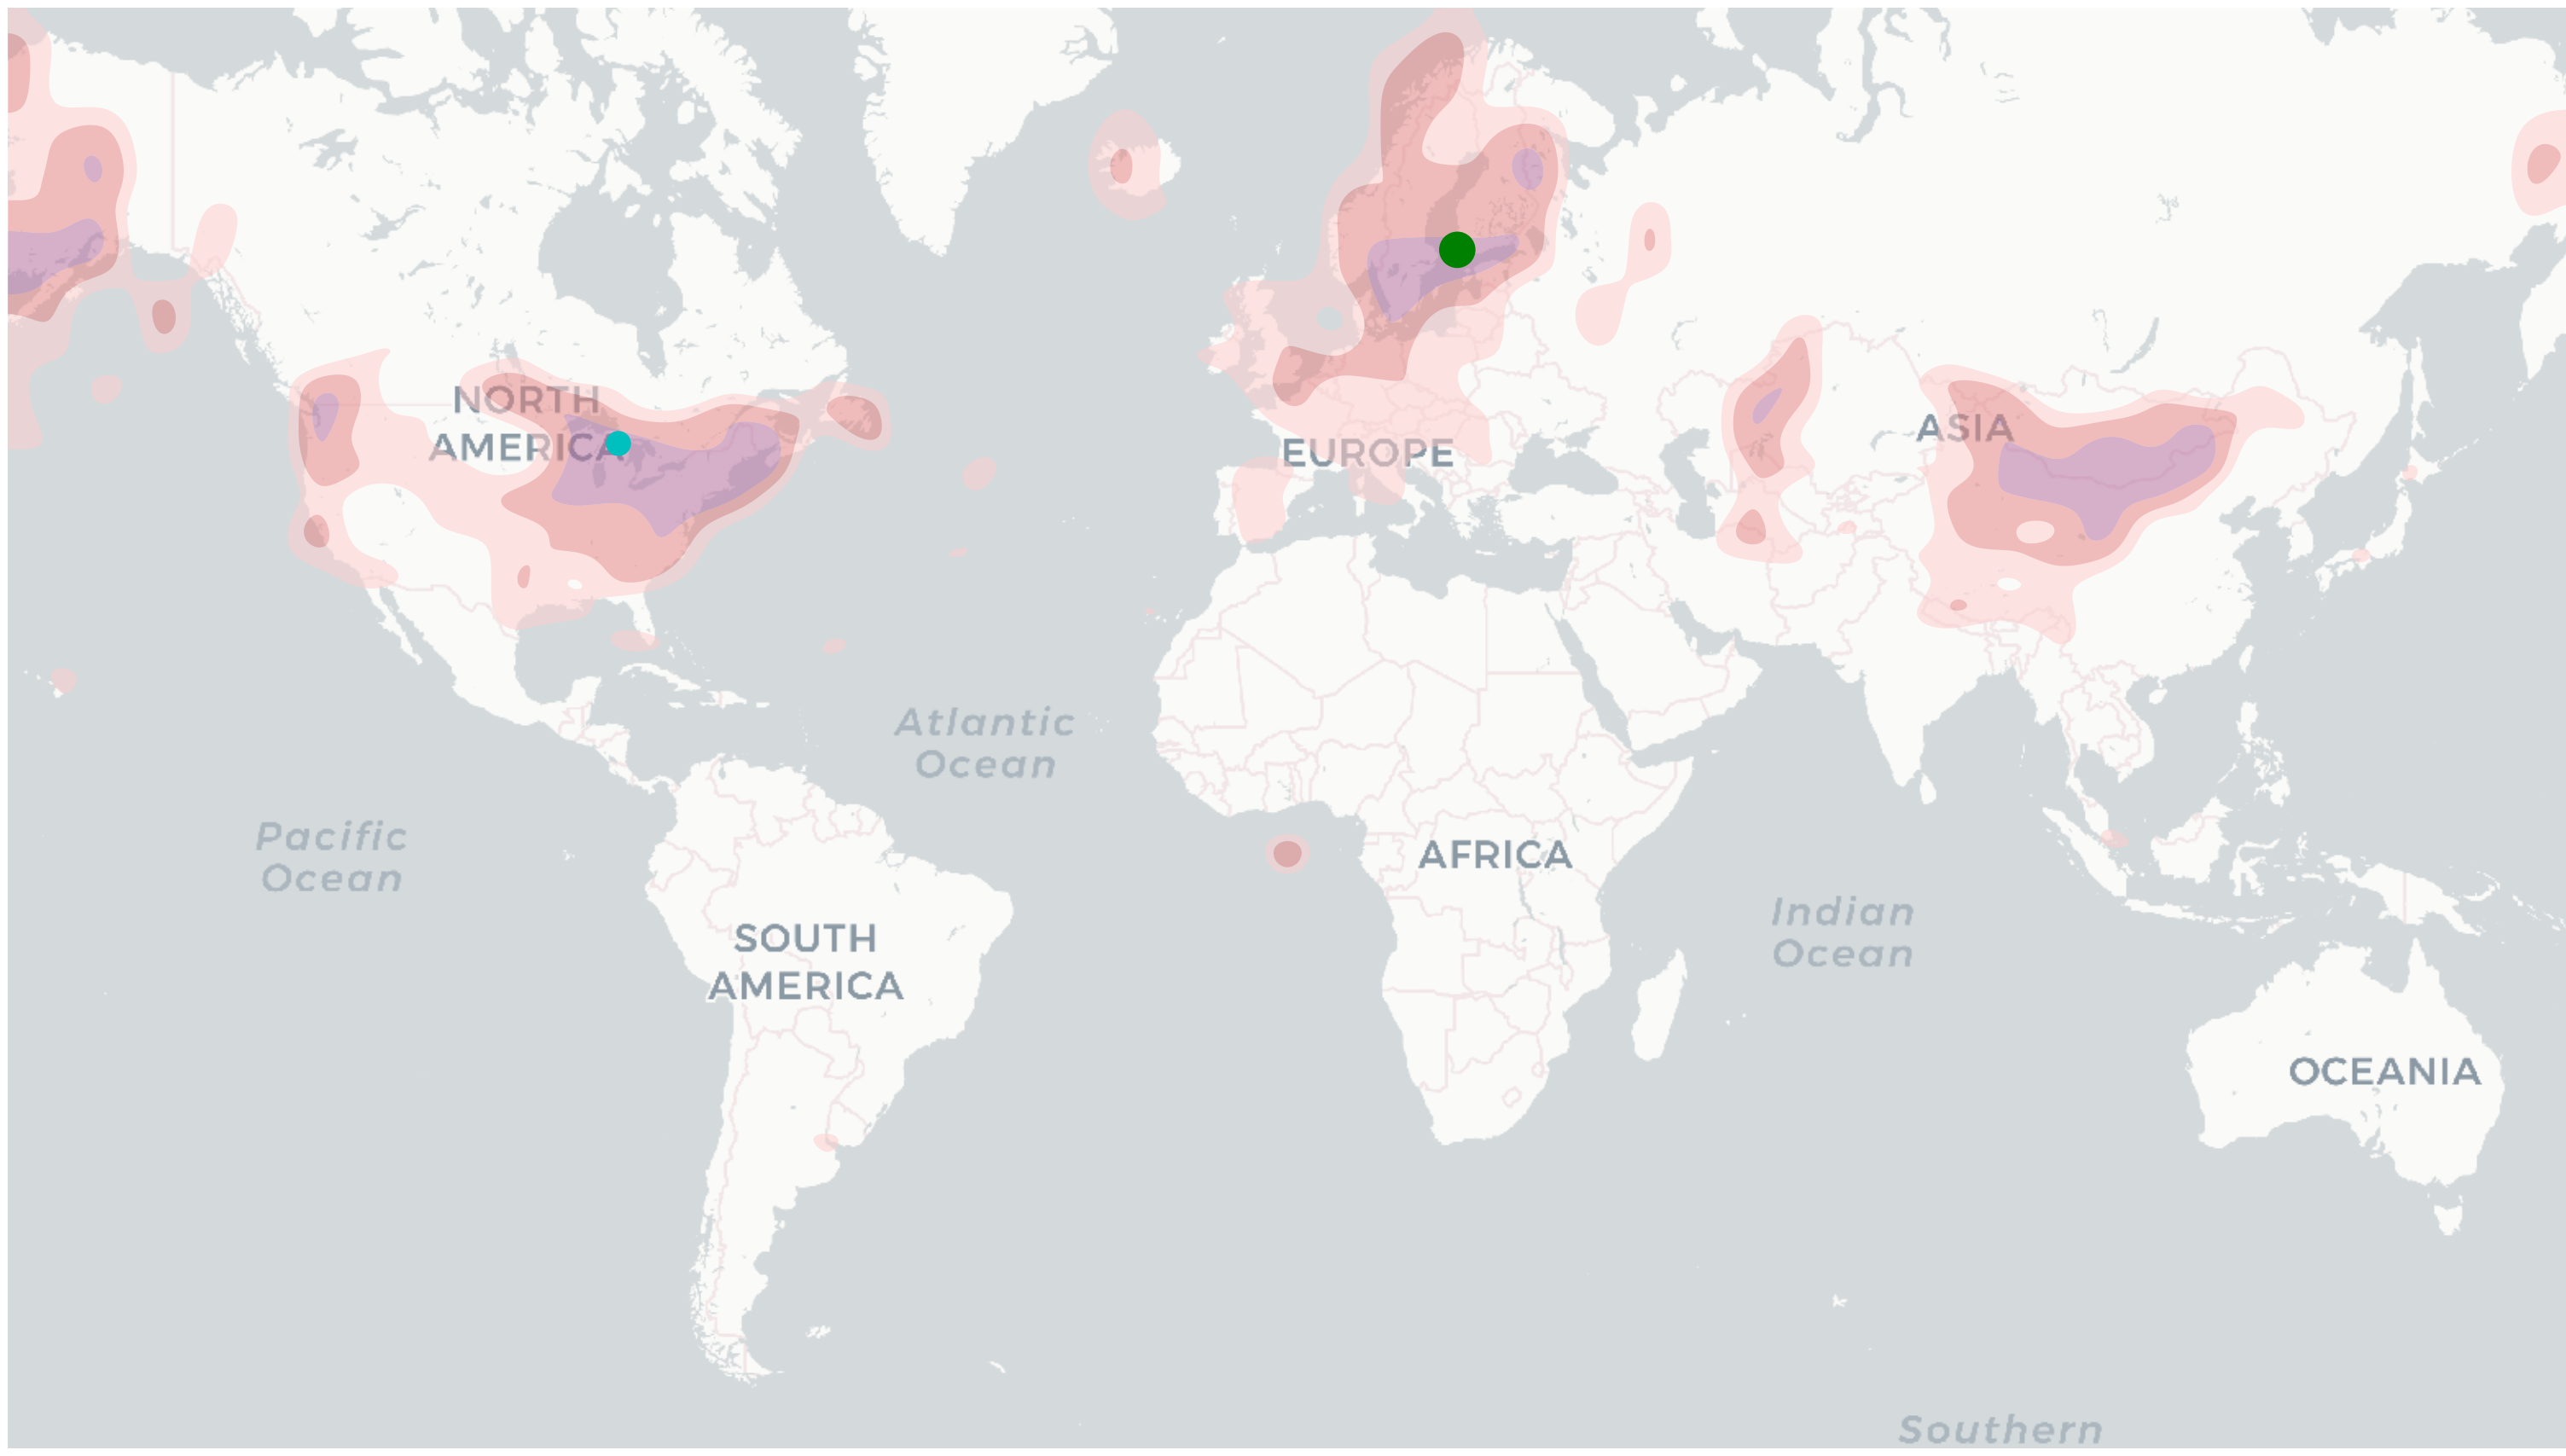 NORTH
AMERICA
EUROPE
ASIA
Atlantic
Ocean
Pacific
Ocean
AFRICA
SOUTH
AMERICA
Indian
Ocean
OCEANIA
Southern